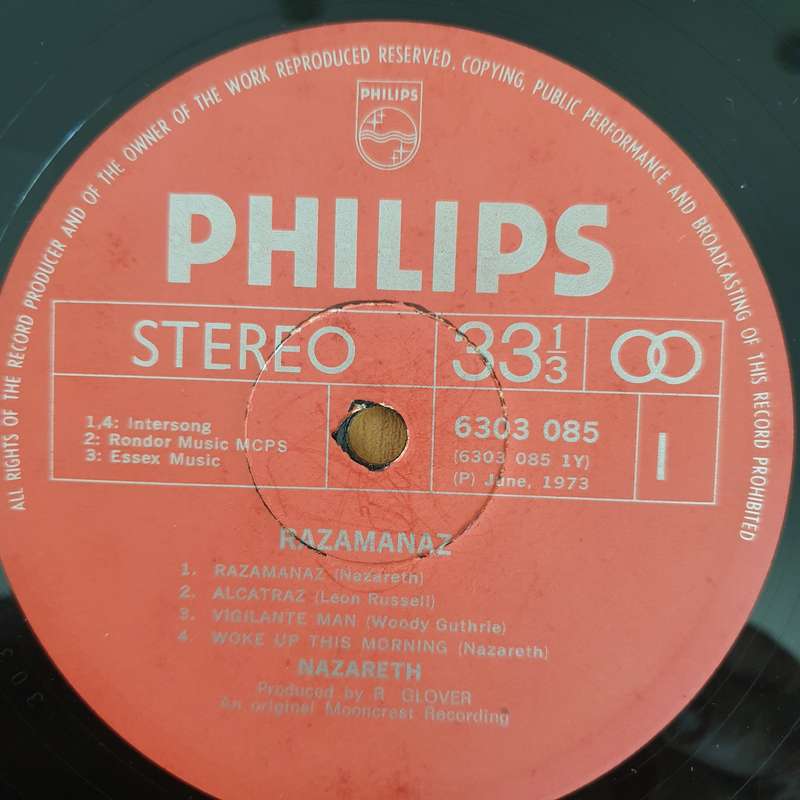 ALL RIGHTS OF THE RECORD PRODUCER AND OF THE OWNER OF THE WORK REPRODUCED RESERVED. COPYING, PUBLIC PERFORMANCE AND BROADCASTING OF THIS RECORD PROHIBITED
PHILIPS
PHILIPS
STEREO 33 1/3
1,4: Intersong
2: Rondor Music MCPS
3: Essex Music
6303 085
(6303 085 1Y)
(P) June, 1973
1
RAZAMANAZ
1. RAZAMANAZ (Nazareth)
2. ALCATRAZ (Leon Russell)
3. VIGILANTE MAN (Woody Guthrie)
4. WOKE UP THIS MORNING (Nazareth)
NAZARETH
Produced by R. GLOVER
An original Mooncrest Recording